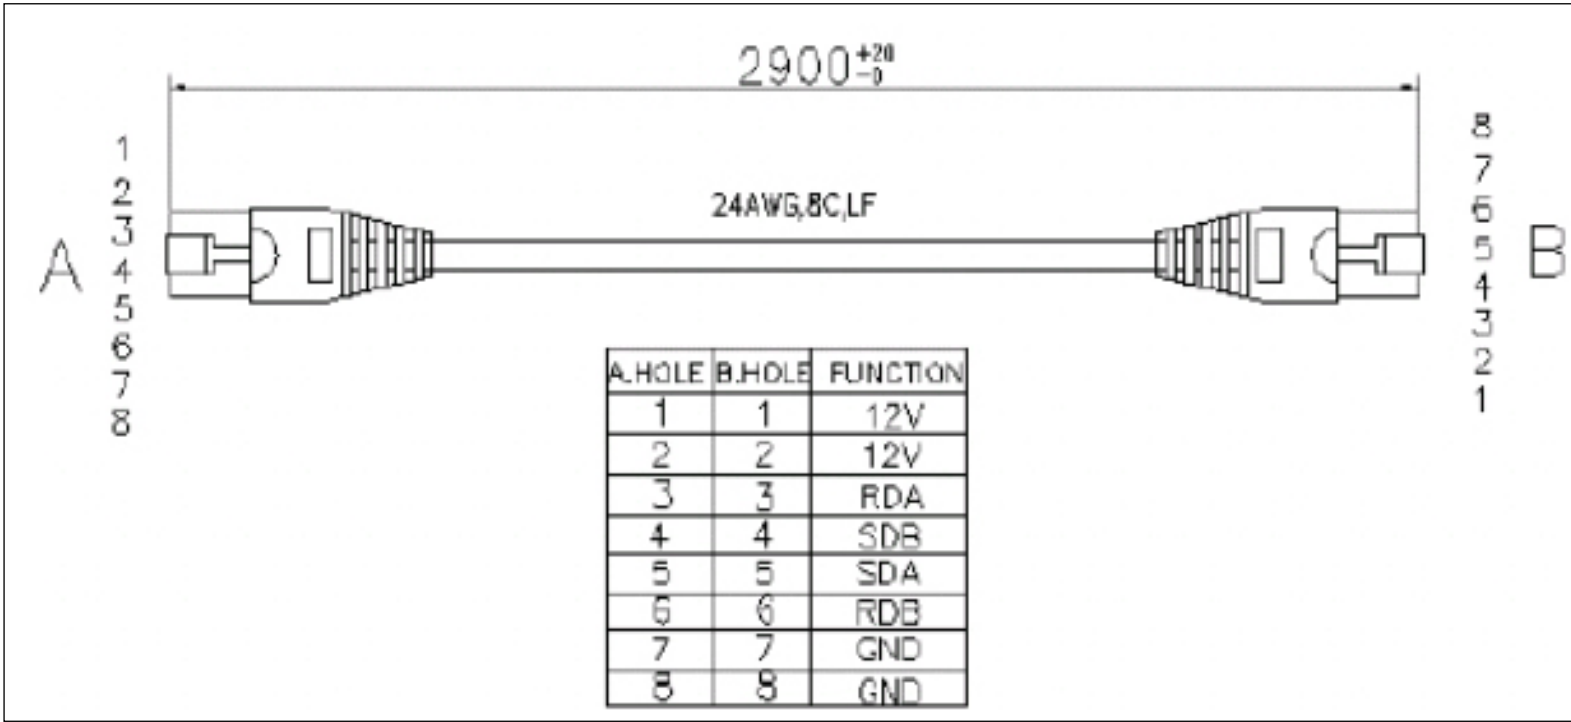 2900 +20 -0
24AWG,8C,LF
A
1
2
3
4
5
6
7
8
B
8
7
6
5
4
3
2
1
A.HOLE B.HOLE FUNCTION
1 1 12V
2 2 12V
3 3 RDA
4 4 SDB
5 5 SDA
6 6 RDB
7 7 GND
8 8 GND